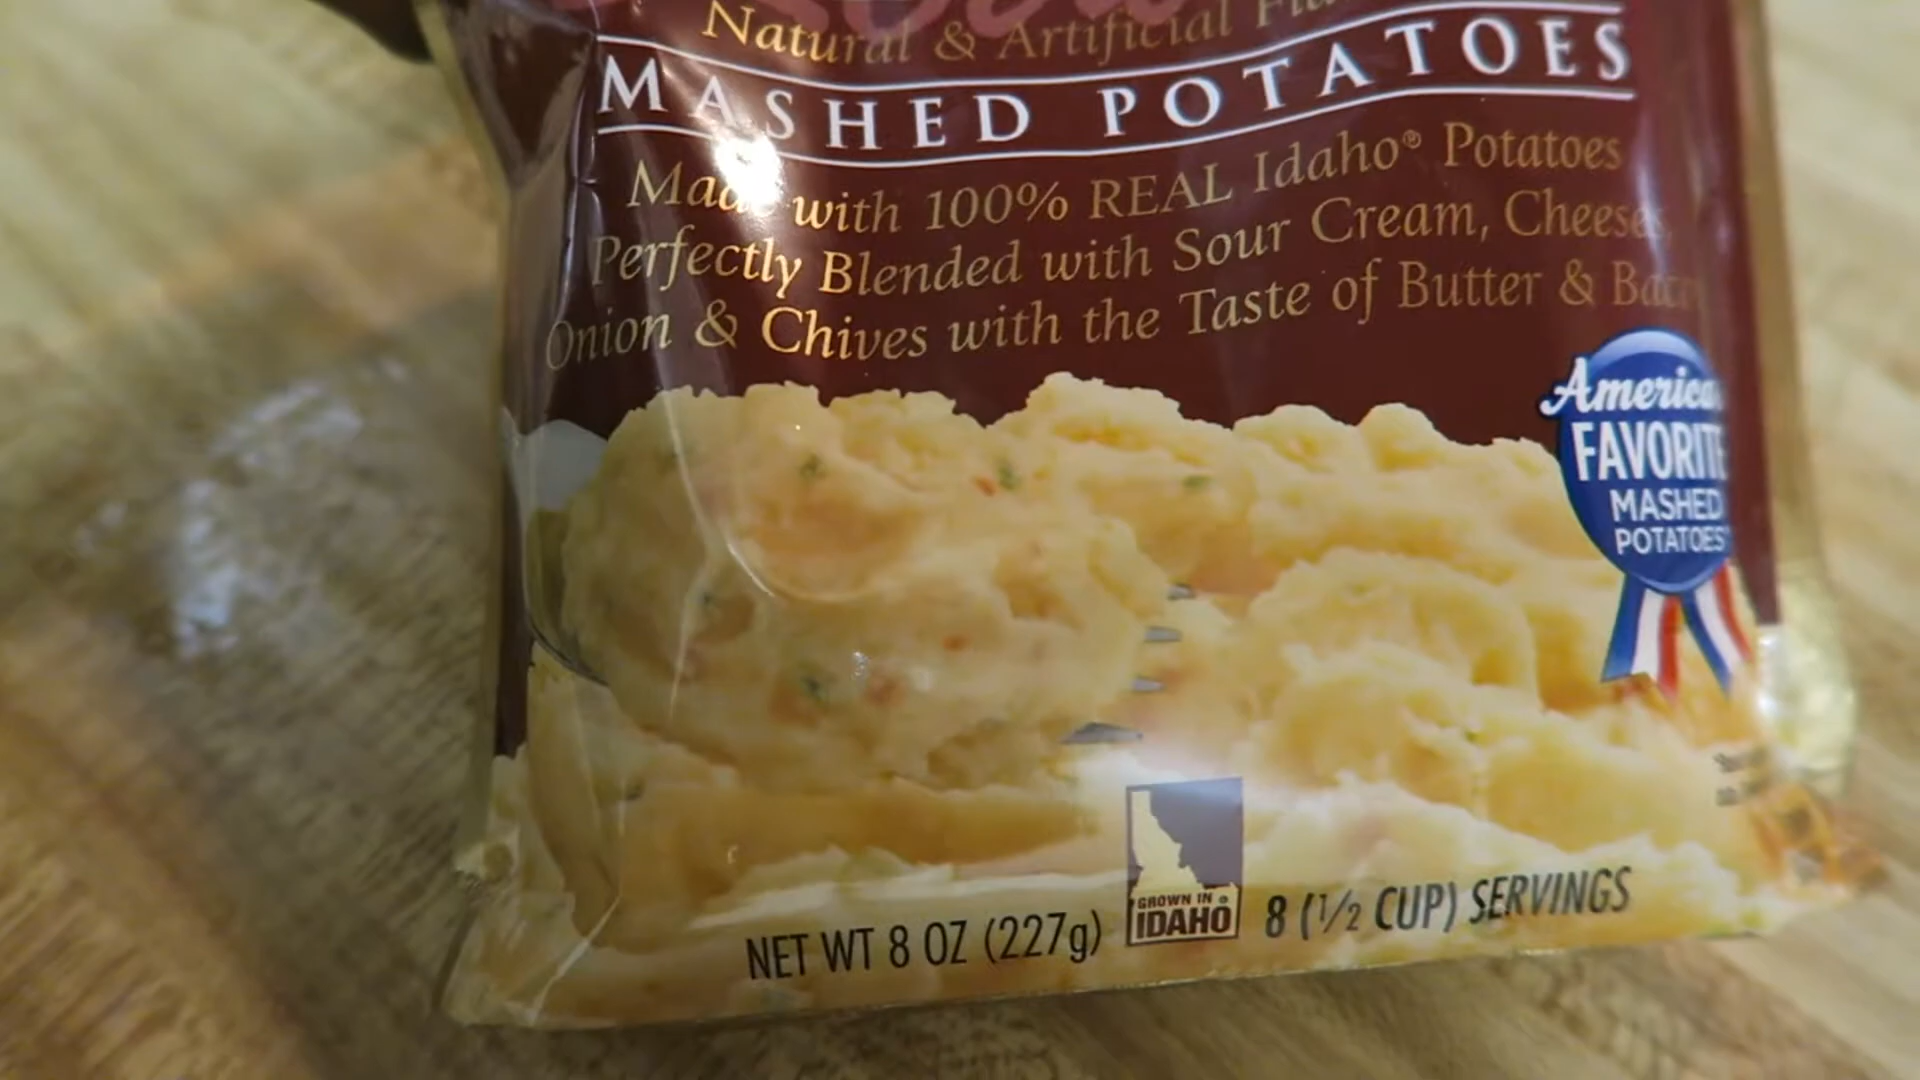 Natural & Artificial
MASHED POTATOES
Made with 100% REAL Idaho® Potatoes
Perfectly Blended with Sour Cream, Cheese,
Onion & Chives with the Taste of Butter & Bac
America
FAVORITE
MASHED
POTATOES
GROWN IN
IDAHO
NET WT 8 OZ (227g)
8 (1/2 CUP) SERVINGS